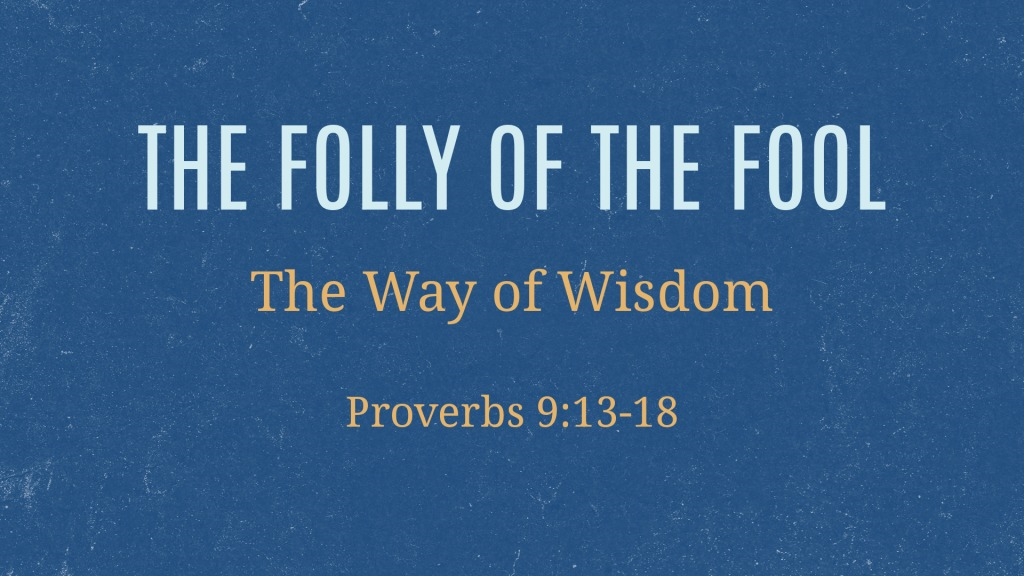 THE FOLLY OF THE FOOL
The Way of Wisdom
Proverbs 9:13-18